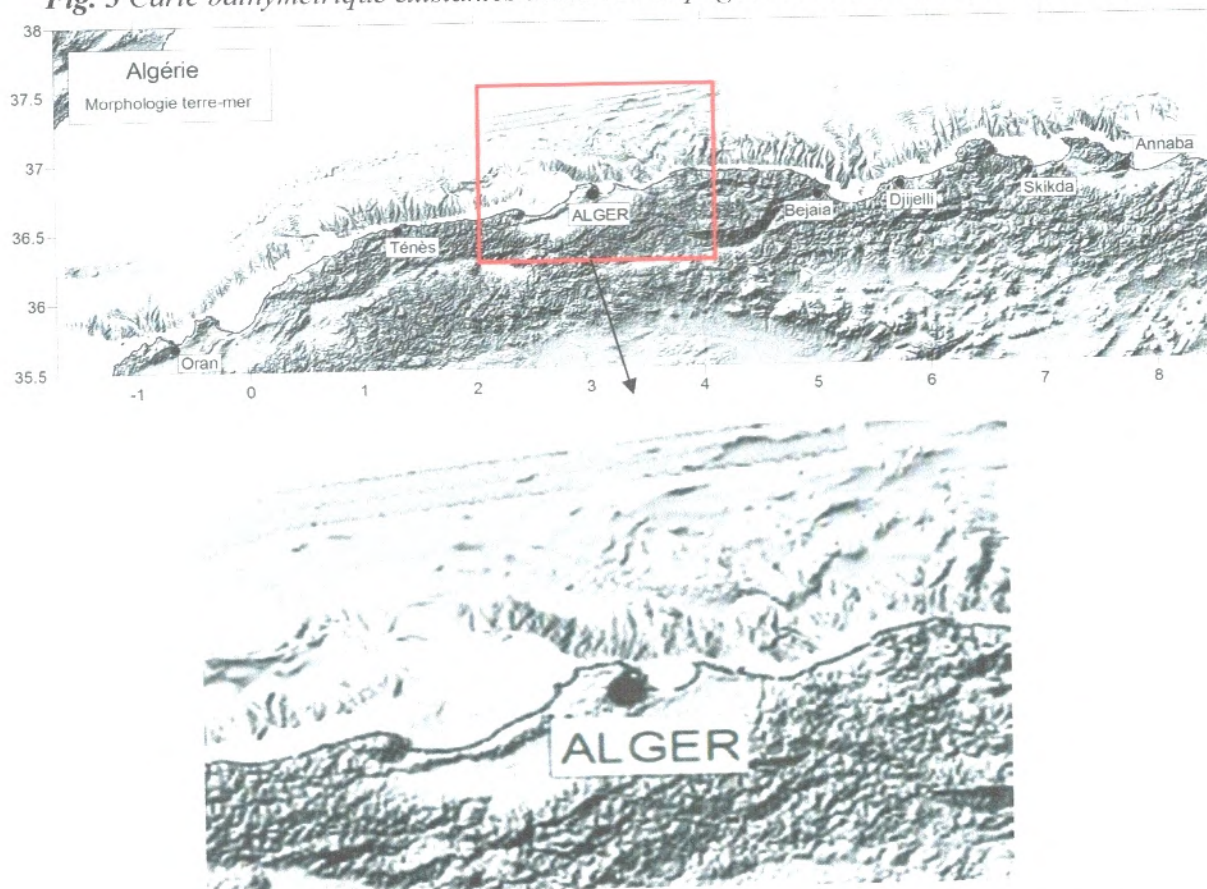 Fig. 3 Carte bathymétrique
38
Algérie
Morphologie terre-mer
37.5
37
36.5
36
35.5
Annaba
Skikda
Djijelli
Bejaia
ALGER
Ténès
Oran
-1 0 1 2 3 4 5 6 7 8
ALGER